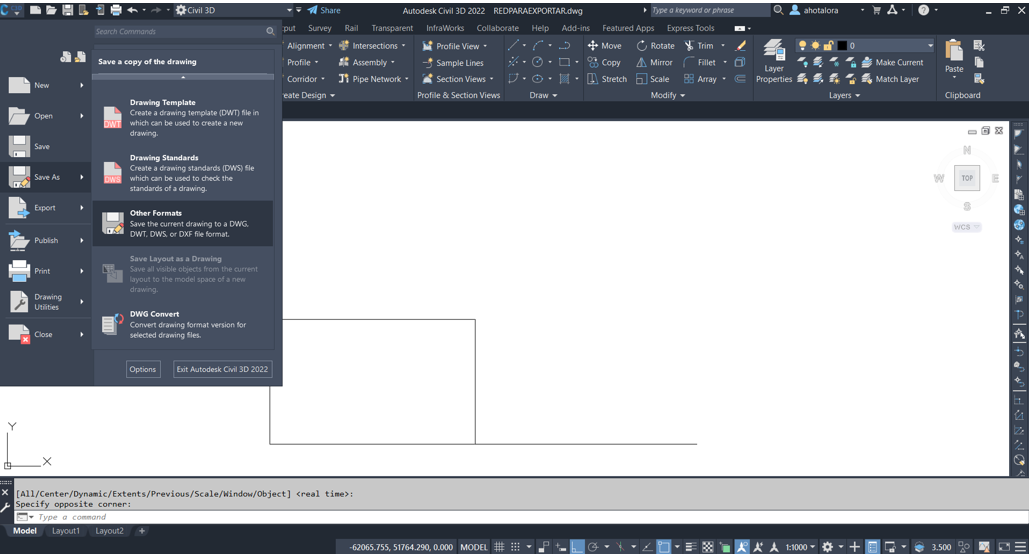 Civil 3D
Share
Autodesk Civil 3D 2022 REDPARAEXPORTAR.dwg
Type a keyword or phrase
ahotalora
Search Commands
Survey Rail Transparent InfraWorks Collaborate Help Add-ins Featured Apps Express Tools
Alignment Intersections Profile View Move Rotate Trim 0
Profile Assembly Sample Lines Copy Mirror Fillet Make Current
Corridor Pipe Network Section Views Stretch Scale Array Match Layer
Layer
Properties
Paste
Profile & Section Views Draw Modify Layers Clipboard
Save a copy of the drawing
New
Open
Save
Save As
Export
Publish
Print
Drawing
Utilities
Close
DWT
Drawing Template
Create a drawing template (DWT) file in
which can be used to create a new
drawing.
DWS
Drawing Standards
Create a drawing standards (DWS) file
which can be used to check the
standards of a drawing.
Other Formats
Save the current drawing to a DWG,
DWT, DWS, or DXF file format.
Save Layout as a Drawing
Save all visible objects from the current
layout to the model space of a new
drawing.
DWG Convert
Convert drawing format version for
selected drawing files.
Options
Exit Autodesk Civil 3D 2022
N
W TOP E
S
WCS
Y
X
[All/Center/Dynamic/Extents/Previous/Scale/Window/Object] <real time>:
Specify opposite corner:
Type a command
Model Layout1 Layout2 +
-62065.755, 51764.290, 0.000 MODEL 1:1000 3.500